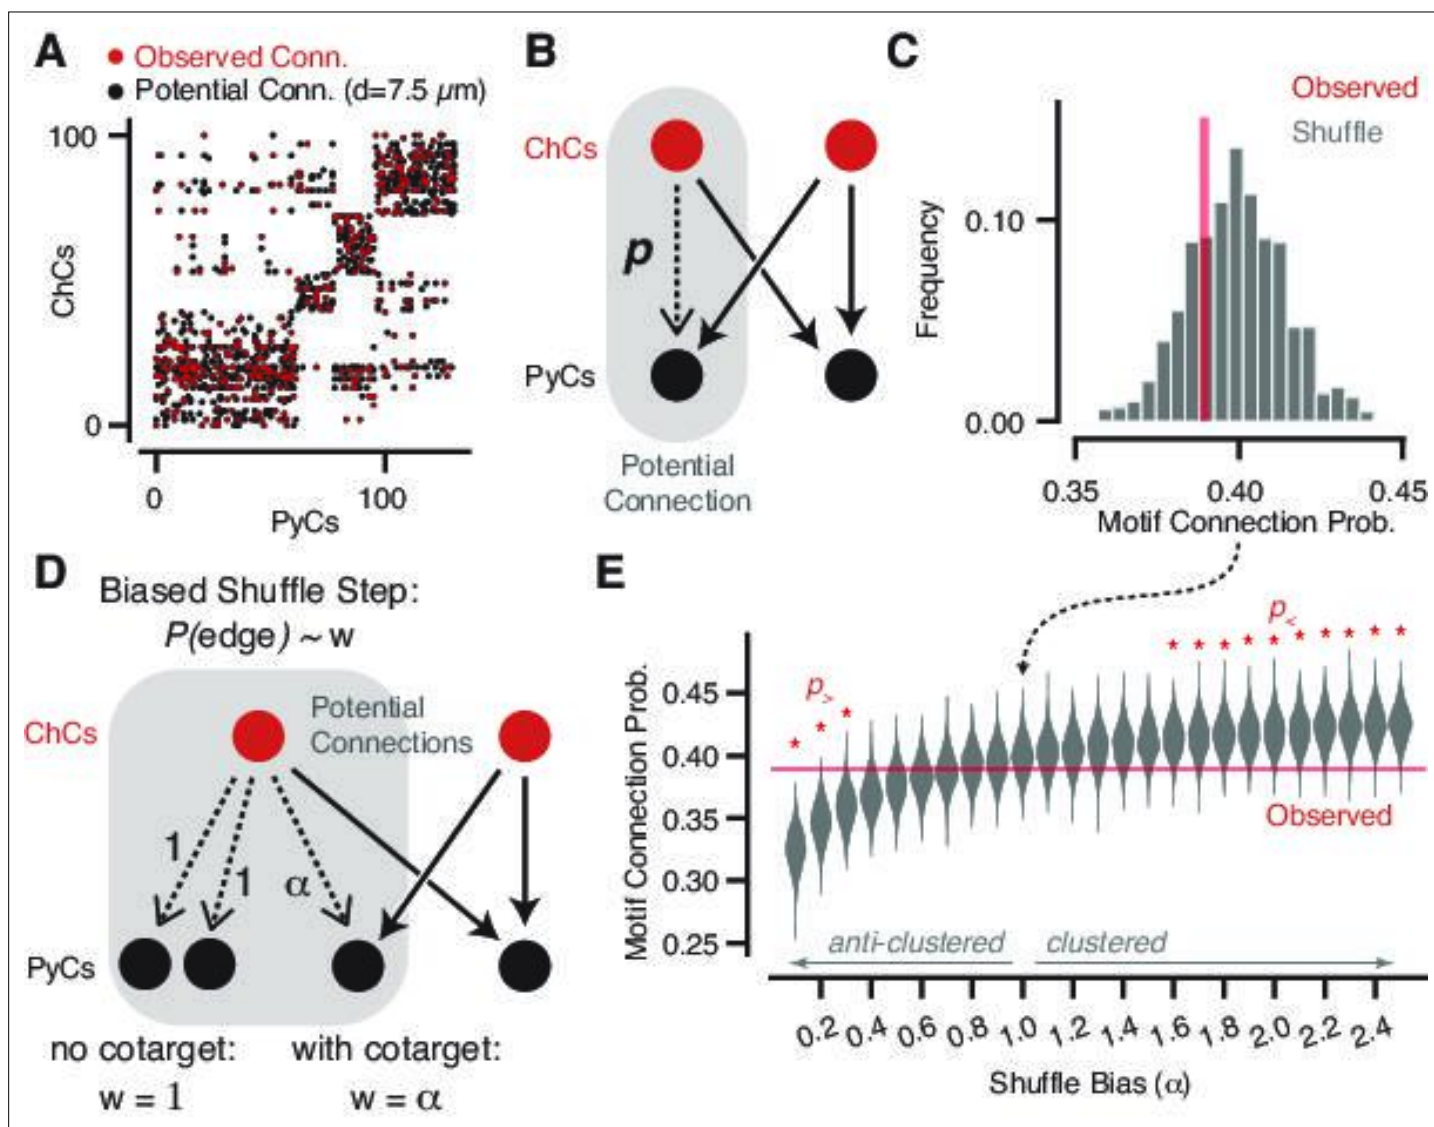 A
Observed Conn.
Potential Conn. (d=7.5 µm)
100
ChCs
0
0
100
PyCs
B
ChCs
p
PyCs
Potential
Connection
C
Observed
Shuffle
Frequency
0.10
0.00
0.35
0.40
0.45
Motif Connection Prob.
D
Biased Shuffle Step:
P(edge) ~ w
ChCs
Potential
Connections
1
1
α
PyCs
no cotarget:
w = 1
with cotarget:
w = α
E
p>
* * *
p<
* * * * * * * * * *
Motif Connection Prob.
0.45
0.40
0.35
0.30
0.25
Observed
anti-clustered
clustered
0.2
0.4
0.6
0.8
1.0
1.2
1.4
1.6
1.8
2.0
2.2
2.4
Shuffle Bias (α)